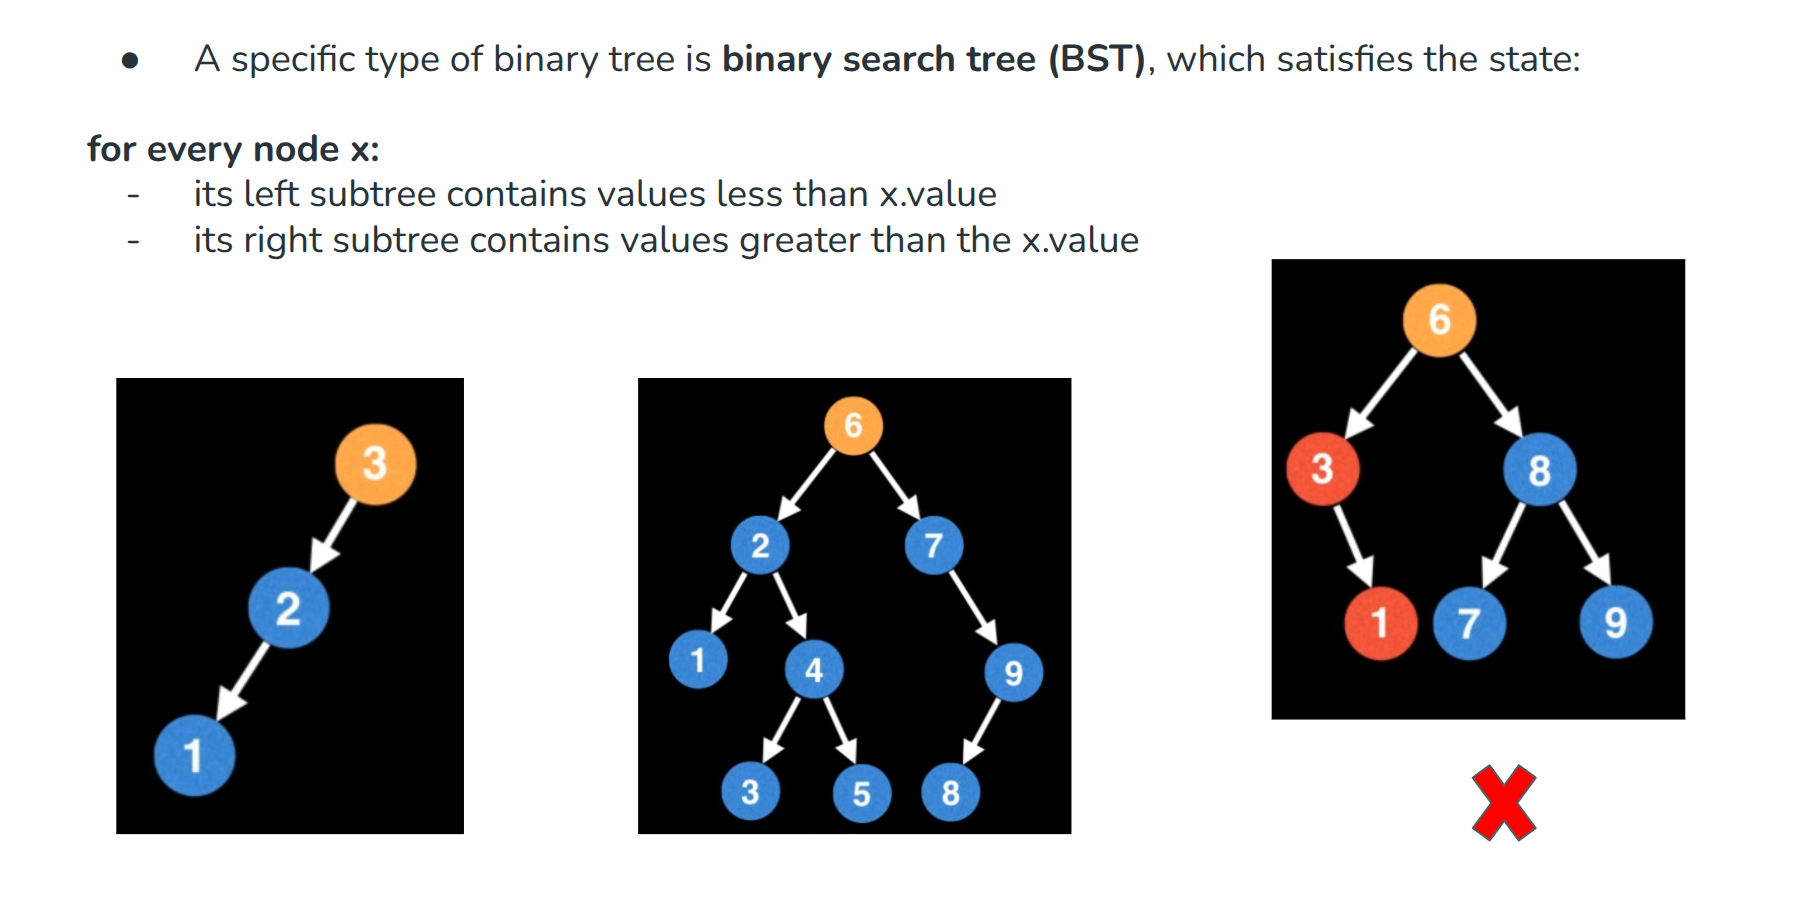 ● A specific type of binary tree is binary search tree (BST), which satisfies the state:
for every node x:
- its left subtree contains values less than x.value
- its right subtree contains values greater than the x.value
3
2
1
6
2 7
1 4 9
3 5 8
6
3 8
1 7 9